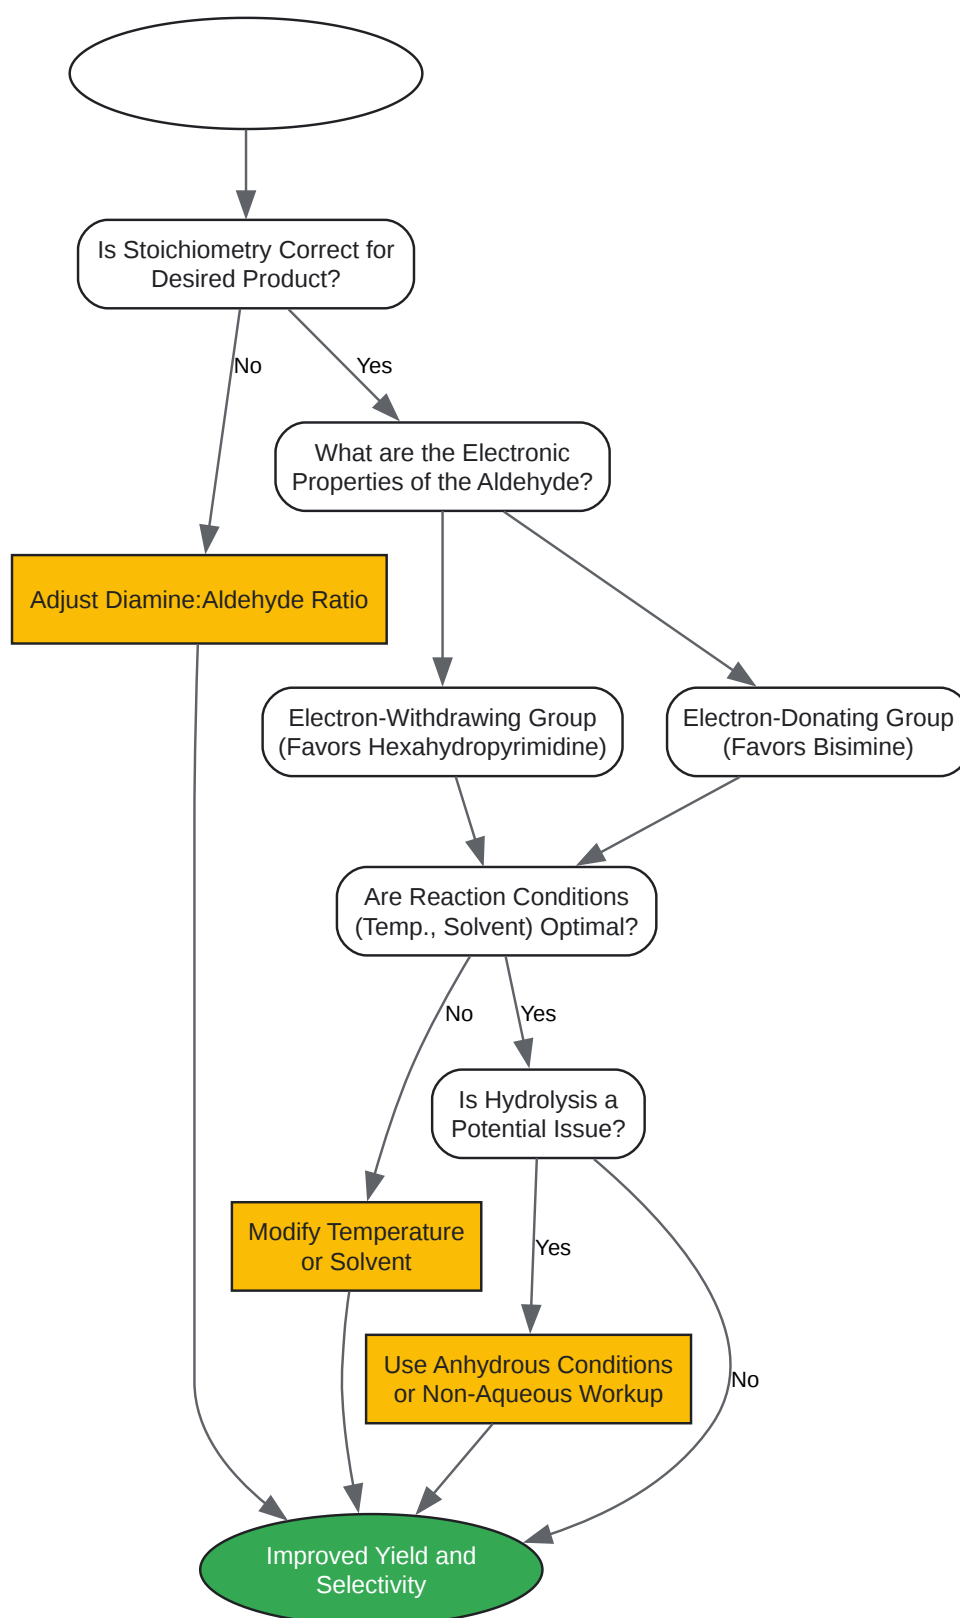 Is Stoichiometry Correct for
Desired Product?
No
Yes
What are the Electronic
Properties of the Aldehyde?
Adjust Diamine:Aldehyde Ratio
Electron-Withdrawing Group
(Favors Hexahydropyrimidine)
Electron-Donating Group
(Favors Bisimine)
Are Reaction Conditions
(Temp., Solvent) Optimal?
No
Yes
Is Hydrolysis a
Potential Issue?
Modify Temperature
or Solvent
Yes
Use Anhydrous Conditions
or Non-Aqueous Workup
No
Improved Yield and
Selectivity